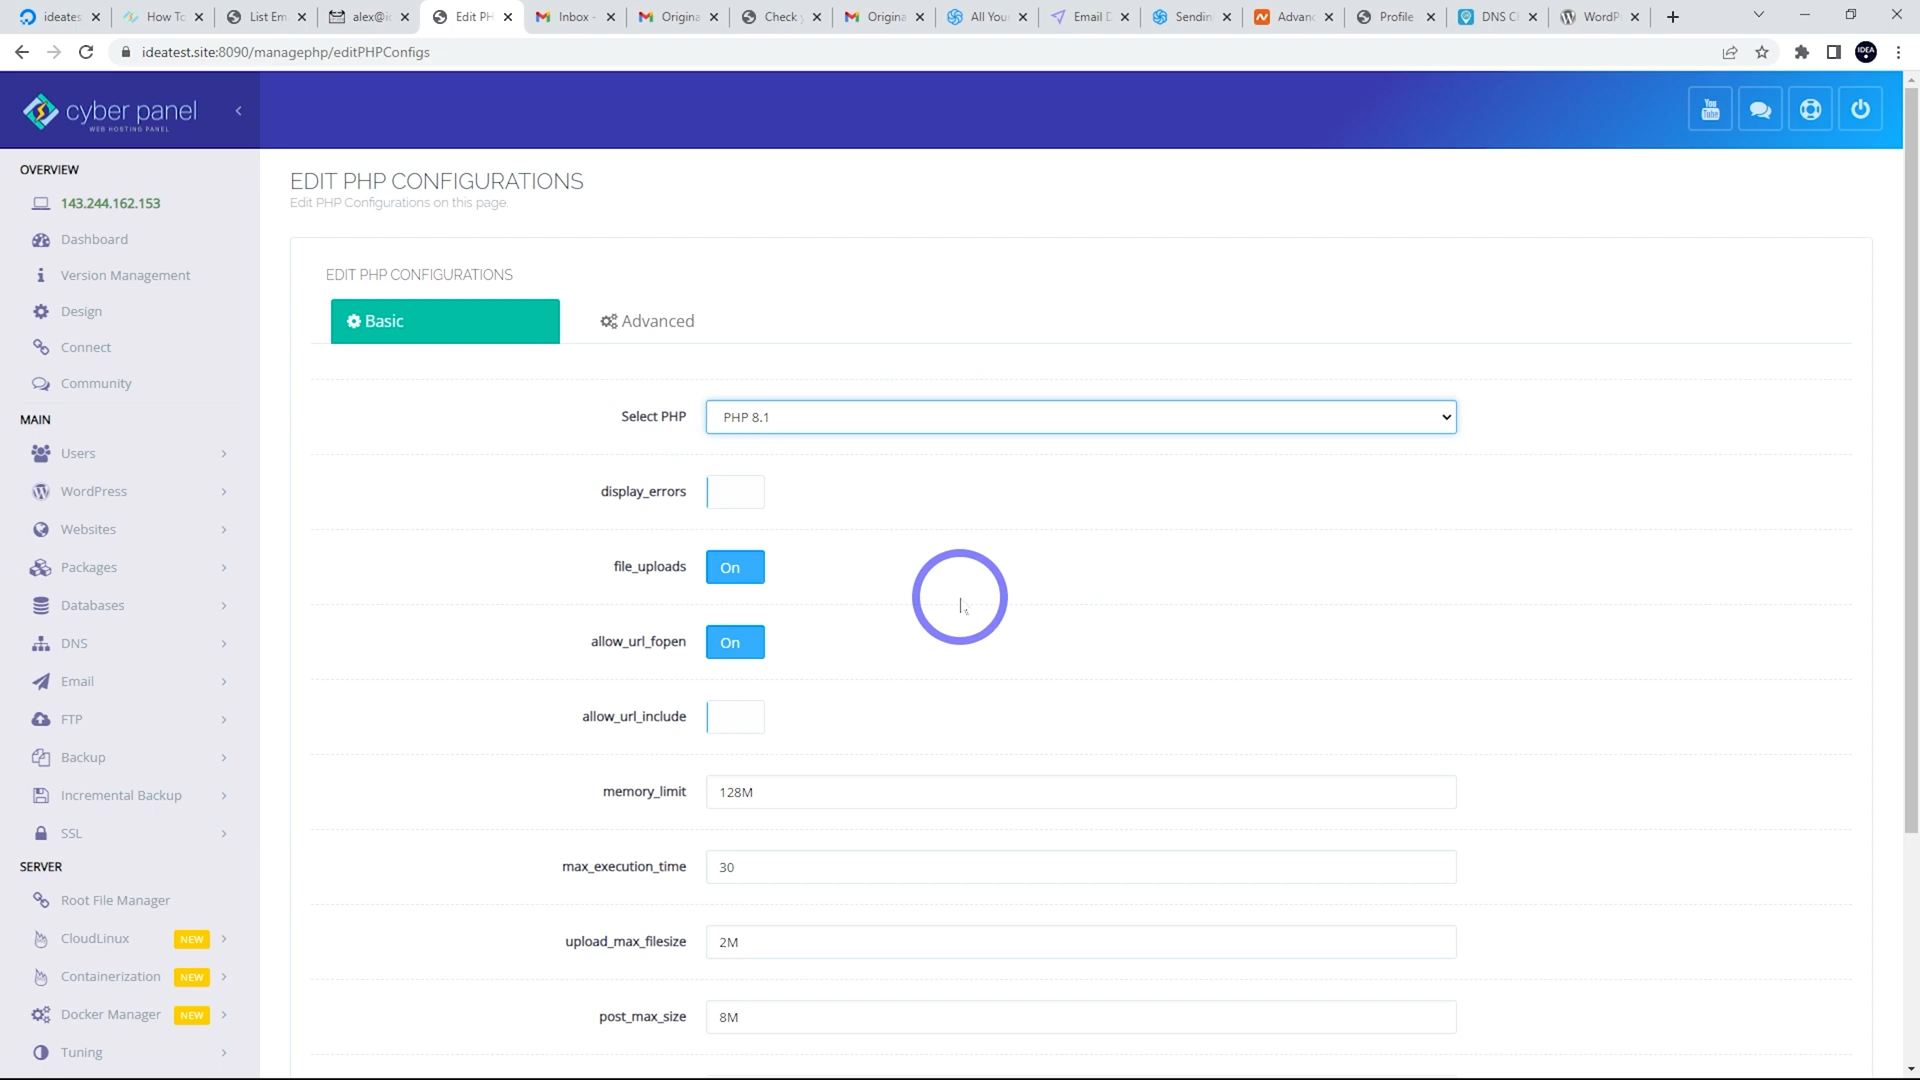 ideates
How To
List Em
alex@ic
Edit PH
Inbox -
Origina
Check y
Origina
All Your
Email D
Sendin
Advanc
Profile
DNS Ch
WordP
ideatest.site:8090/managephp/editPHPConfigs
IDEA
cyber panel
WEB HOSTING PANEL
You Tube
OVERVIEW
143.244.162.153
Dashboard
Version Management
Design
Connect
Community
MAIN
Users
WordPress
Websites
Packages
Databases
DNS
Email
FTP
Backup
Incremental Backup
SSL
SERVER
Root File Manager
CloudLinux NEW
Containerization NEW
Docker Manager NEW
Tuning
EDIT PHP CONFIGURATIONS
Edit PHP Configurations on this page.
EDIT PHP CONFIGURATIONS
Basic
Advanced
Select PHP PHP 8.1
display_errors
file_uploads On
allow_url_fopen On
allow_url_include
memory_limit 128M
max_execution_time 30
upload_max_filesize 2M
post_max_size 8M